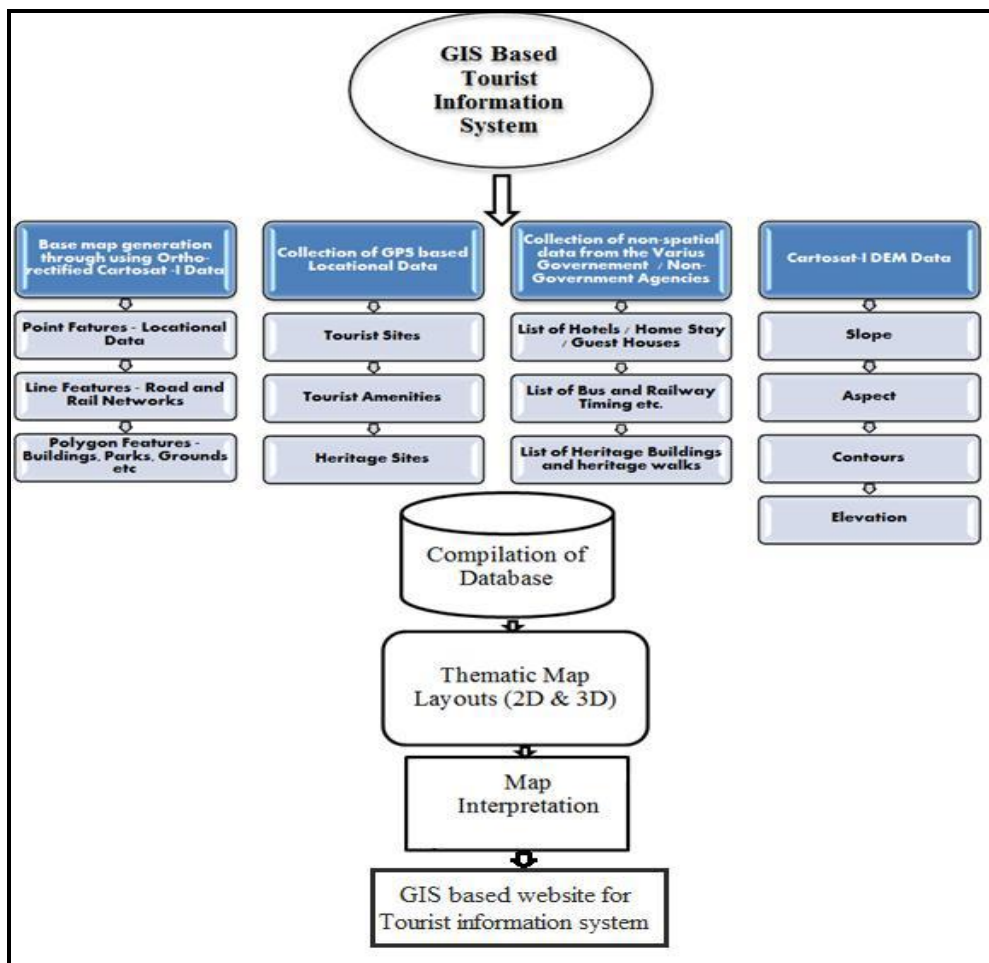 GIS Based
Tourist
Information
System
Base map generation
through using Ortho-
rectified Cartosat -I Data
Point Fatures - Locational
Data
Line Features - Road and
Rail Networks
Polygon Features -
Buildings, Parks, Grounds
etc
Collection of GPS based
Locational Data
Tourist Sites
Tourist Amenities
Heritage Sites
Collection of non-spatial
data from the Varius
Governement / Non-
Government Agencies
List of Hotels / Home Stay
/ Guest Houses
List of Bus and Railway
Timing etc.
List of Heritage Buildings
and heritage walks
Cartosat-I DEM Data
Slope
Aspect
Contours
Elevation
Compilation of
Database
Thematic Map
Layouts (2D & 3D)
Map
Interpretation
GIS based website for
Tourist information system